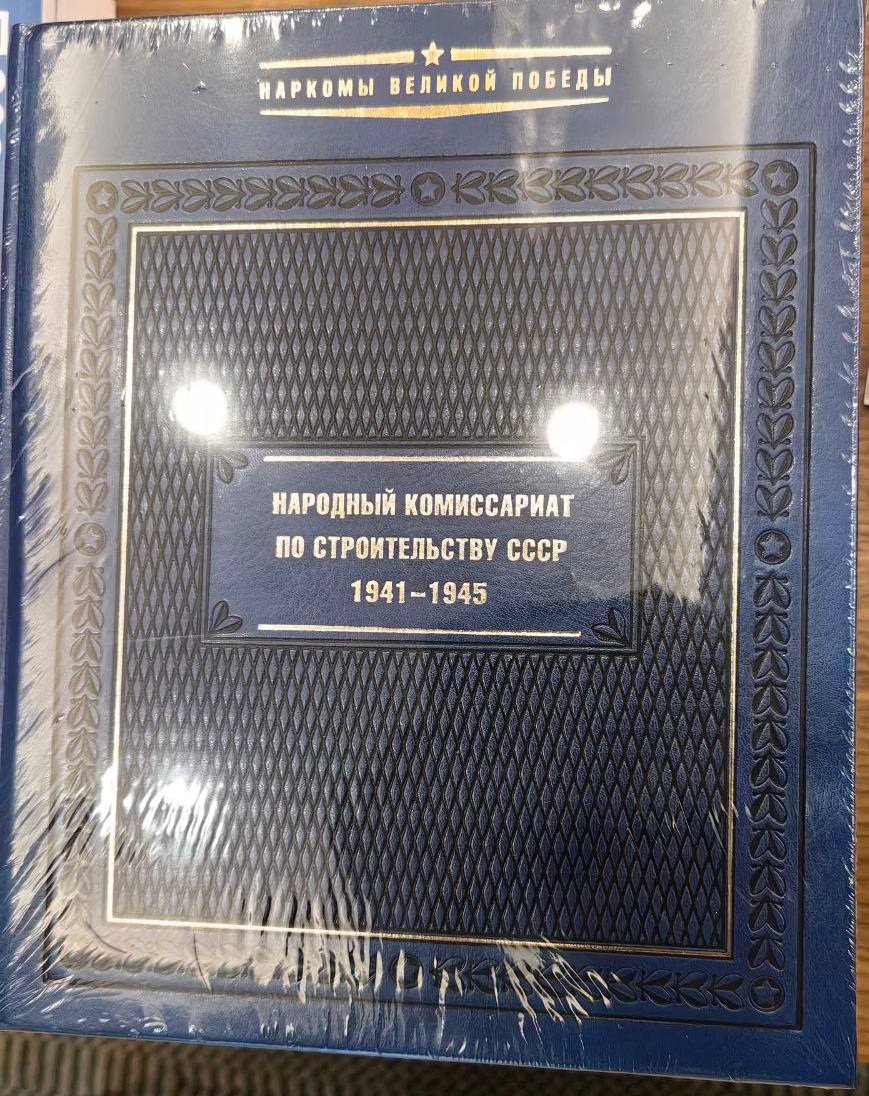 НАРКОМЫ ВЕЛИКОЙ ПОБЕДЫ
НАРОДНЫЙ КОМИССАРИАТ
ПО СТРОИТЕЛЬСТВУ СССР
1941–1945